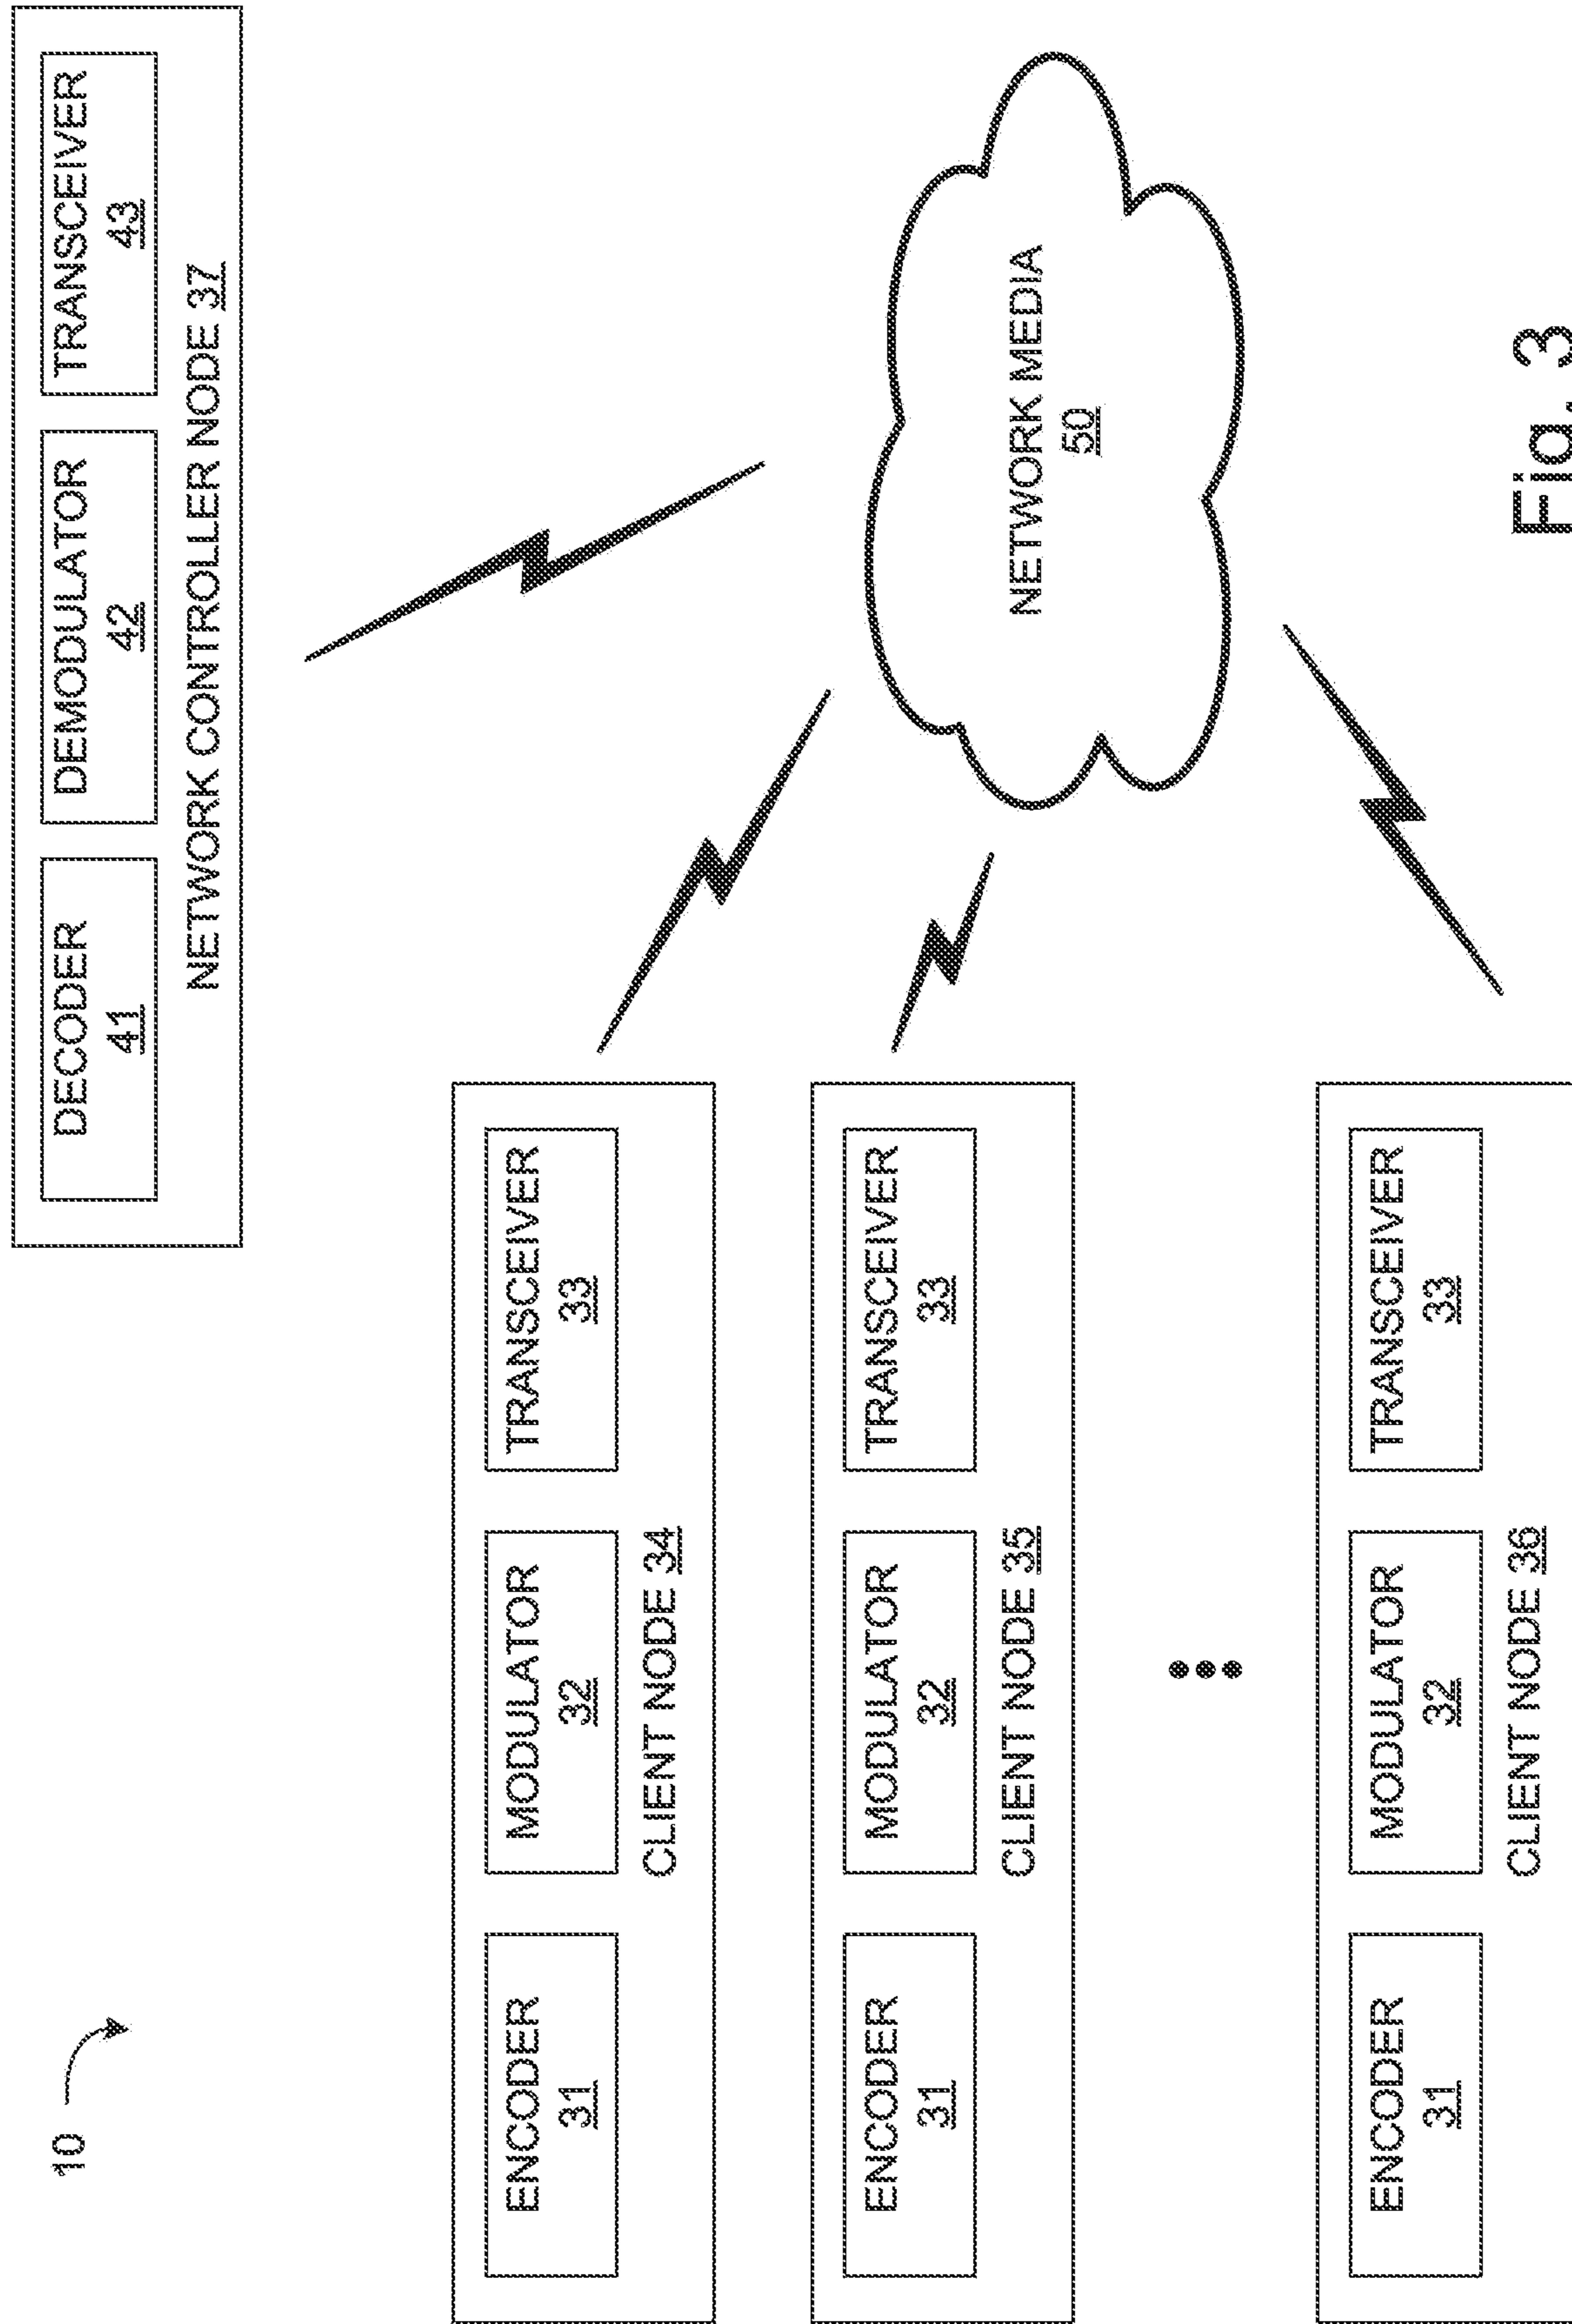 10
DECODER
41
DEMODULATOR
42
TRANSCEIVER
43
NETWORK CONTROLLER NODE 37
ENCODER
31
MODULATOR
32
TRANSCEIVER
33
CLIENT NODE 34
ENCODER
31
MODULATOR
32
TRANSCEIVER
33
CLIENT NODE 35
ENCODER
31
MODULATOR
32
TRANSCEIVER
33
CLIENT NODE 36
NETWORK MEDIA
50
Fig. 3